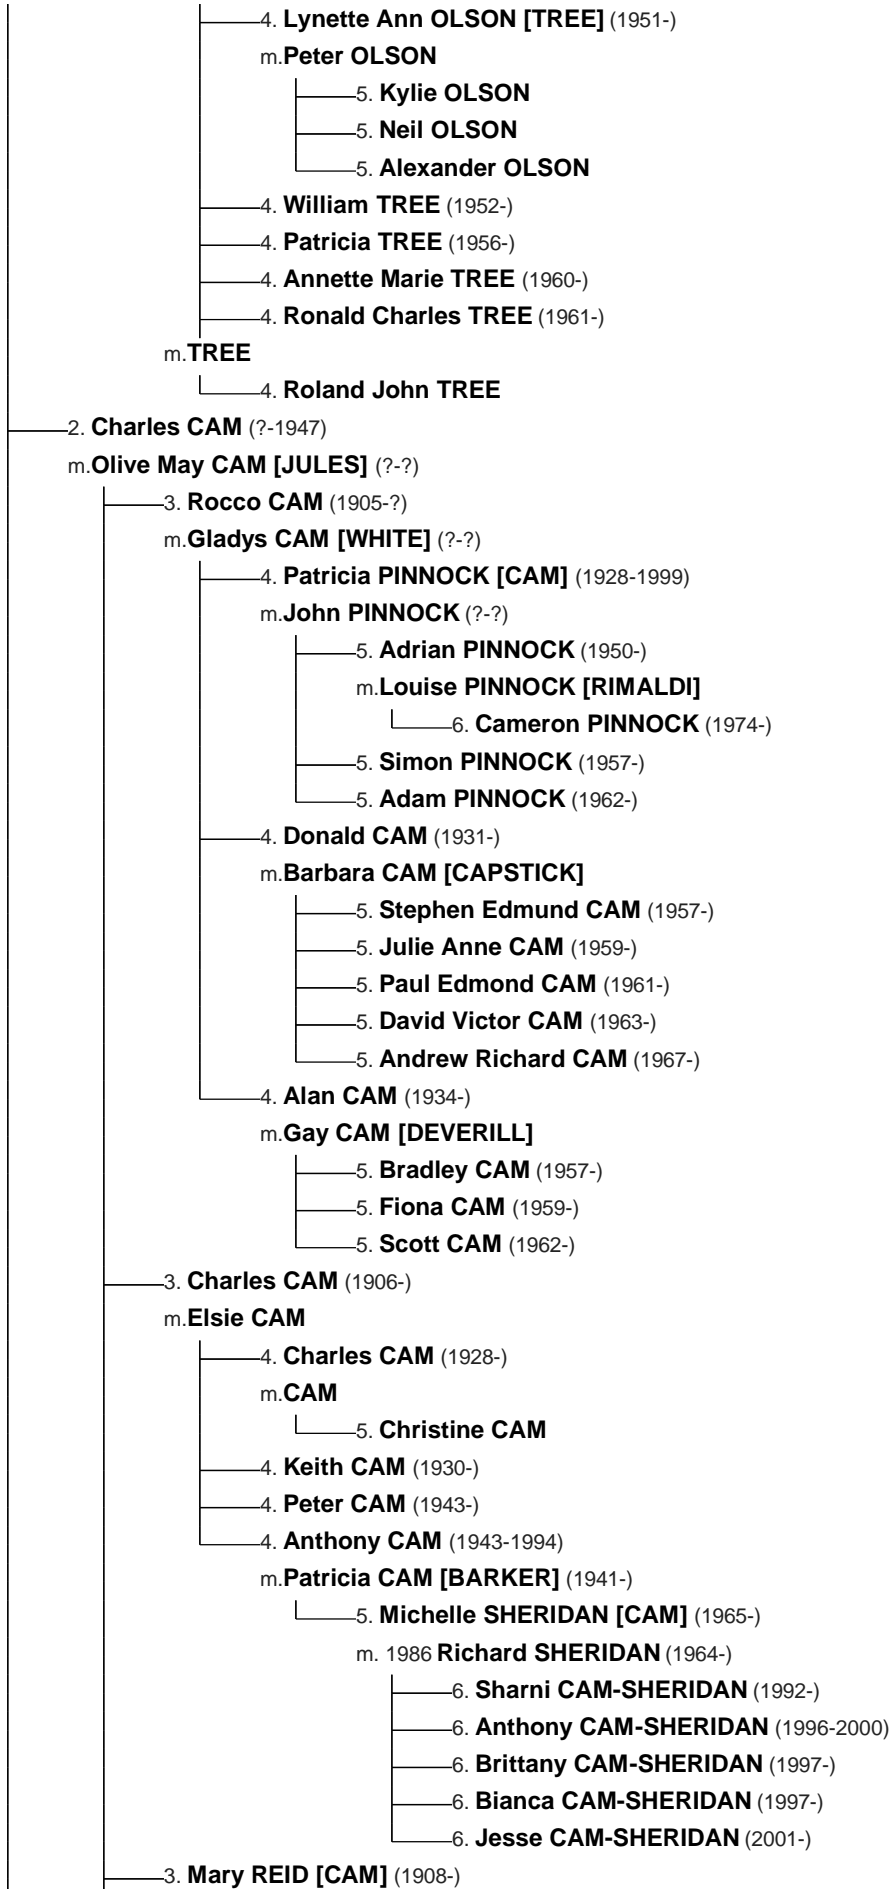 4. Lynette Ann OLSON [TREE] (1951-)
m.Peter OLSON
5. Kylie OLSON
5. Neil OLSON
5. Alexander OLSON
4. William TREE (1952-)
4. Patricia TREE (1956-)
4. Annette Marie TREE (1960-)
4. Ronald Charles TREE (1961-)
m.TREE
4. Roland John TREE
2. Charles CAM (?-1947)
m.Olive May CAM [JULES] (?-?)
3. Rocco CAM (1905-?)
m.Gladys CAM [WHITE] (?-?)
4. Patricia PINNOCK [CAM] (1928-1999)
m.John PINNOCK (?-?)
5. Adrian PINNOCK (1950-)
m.Louise PINNOCK [RIMALDI]
6. Cameron PINNOCK (1974-)
5. Simon PINNOCK (1957-)
5. Adam PINNOCK (1962-)
4. Donald CAM (1931-)
m.Barbara CAM [CAPSTICK]
5. Stephen Edmund CAM (1957-)
5. Julie Anne CAM (1959-)
5. Paul Edmond CAM (1961-)
5. David Victor CAM (1963-)
5. Andrew Richard CAM (1967-)
4. Alan CAM (1934-)
m.Gay CAM [DEVERILL]
5. Bradley CAM (1957-)
5. Fiona CAM (1959-)
5. Scott CAM (1962-)
3. Charles CAM (1906-)
m.Elsie CAM
4. Charles CAM (1928-)
m.CAM
5. Christine CAM
4. Keith CAM (1930-)
4. Peter CAM (1943-)
4. Anthony CAM (1943-1994)
m.Patricia CAM [BARKER] (1941-)
5. Michelle SHERIDAN [CAM] (1965-)
m. 1986 Richard SHERIDAN (1964-)
6. Sharni CAM-SHERIDAN (1992-)
6. Anthony CAM-SHERIDAN (1996-2000)
6. Brittany CAM-SHERIDAN (1997-)
6. Bianca CAM-SHERIDAN (1997-)
6. Jesse CAM-SHERIDAN (2001-)
3. Mary REID [CAM] (1908-)